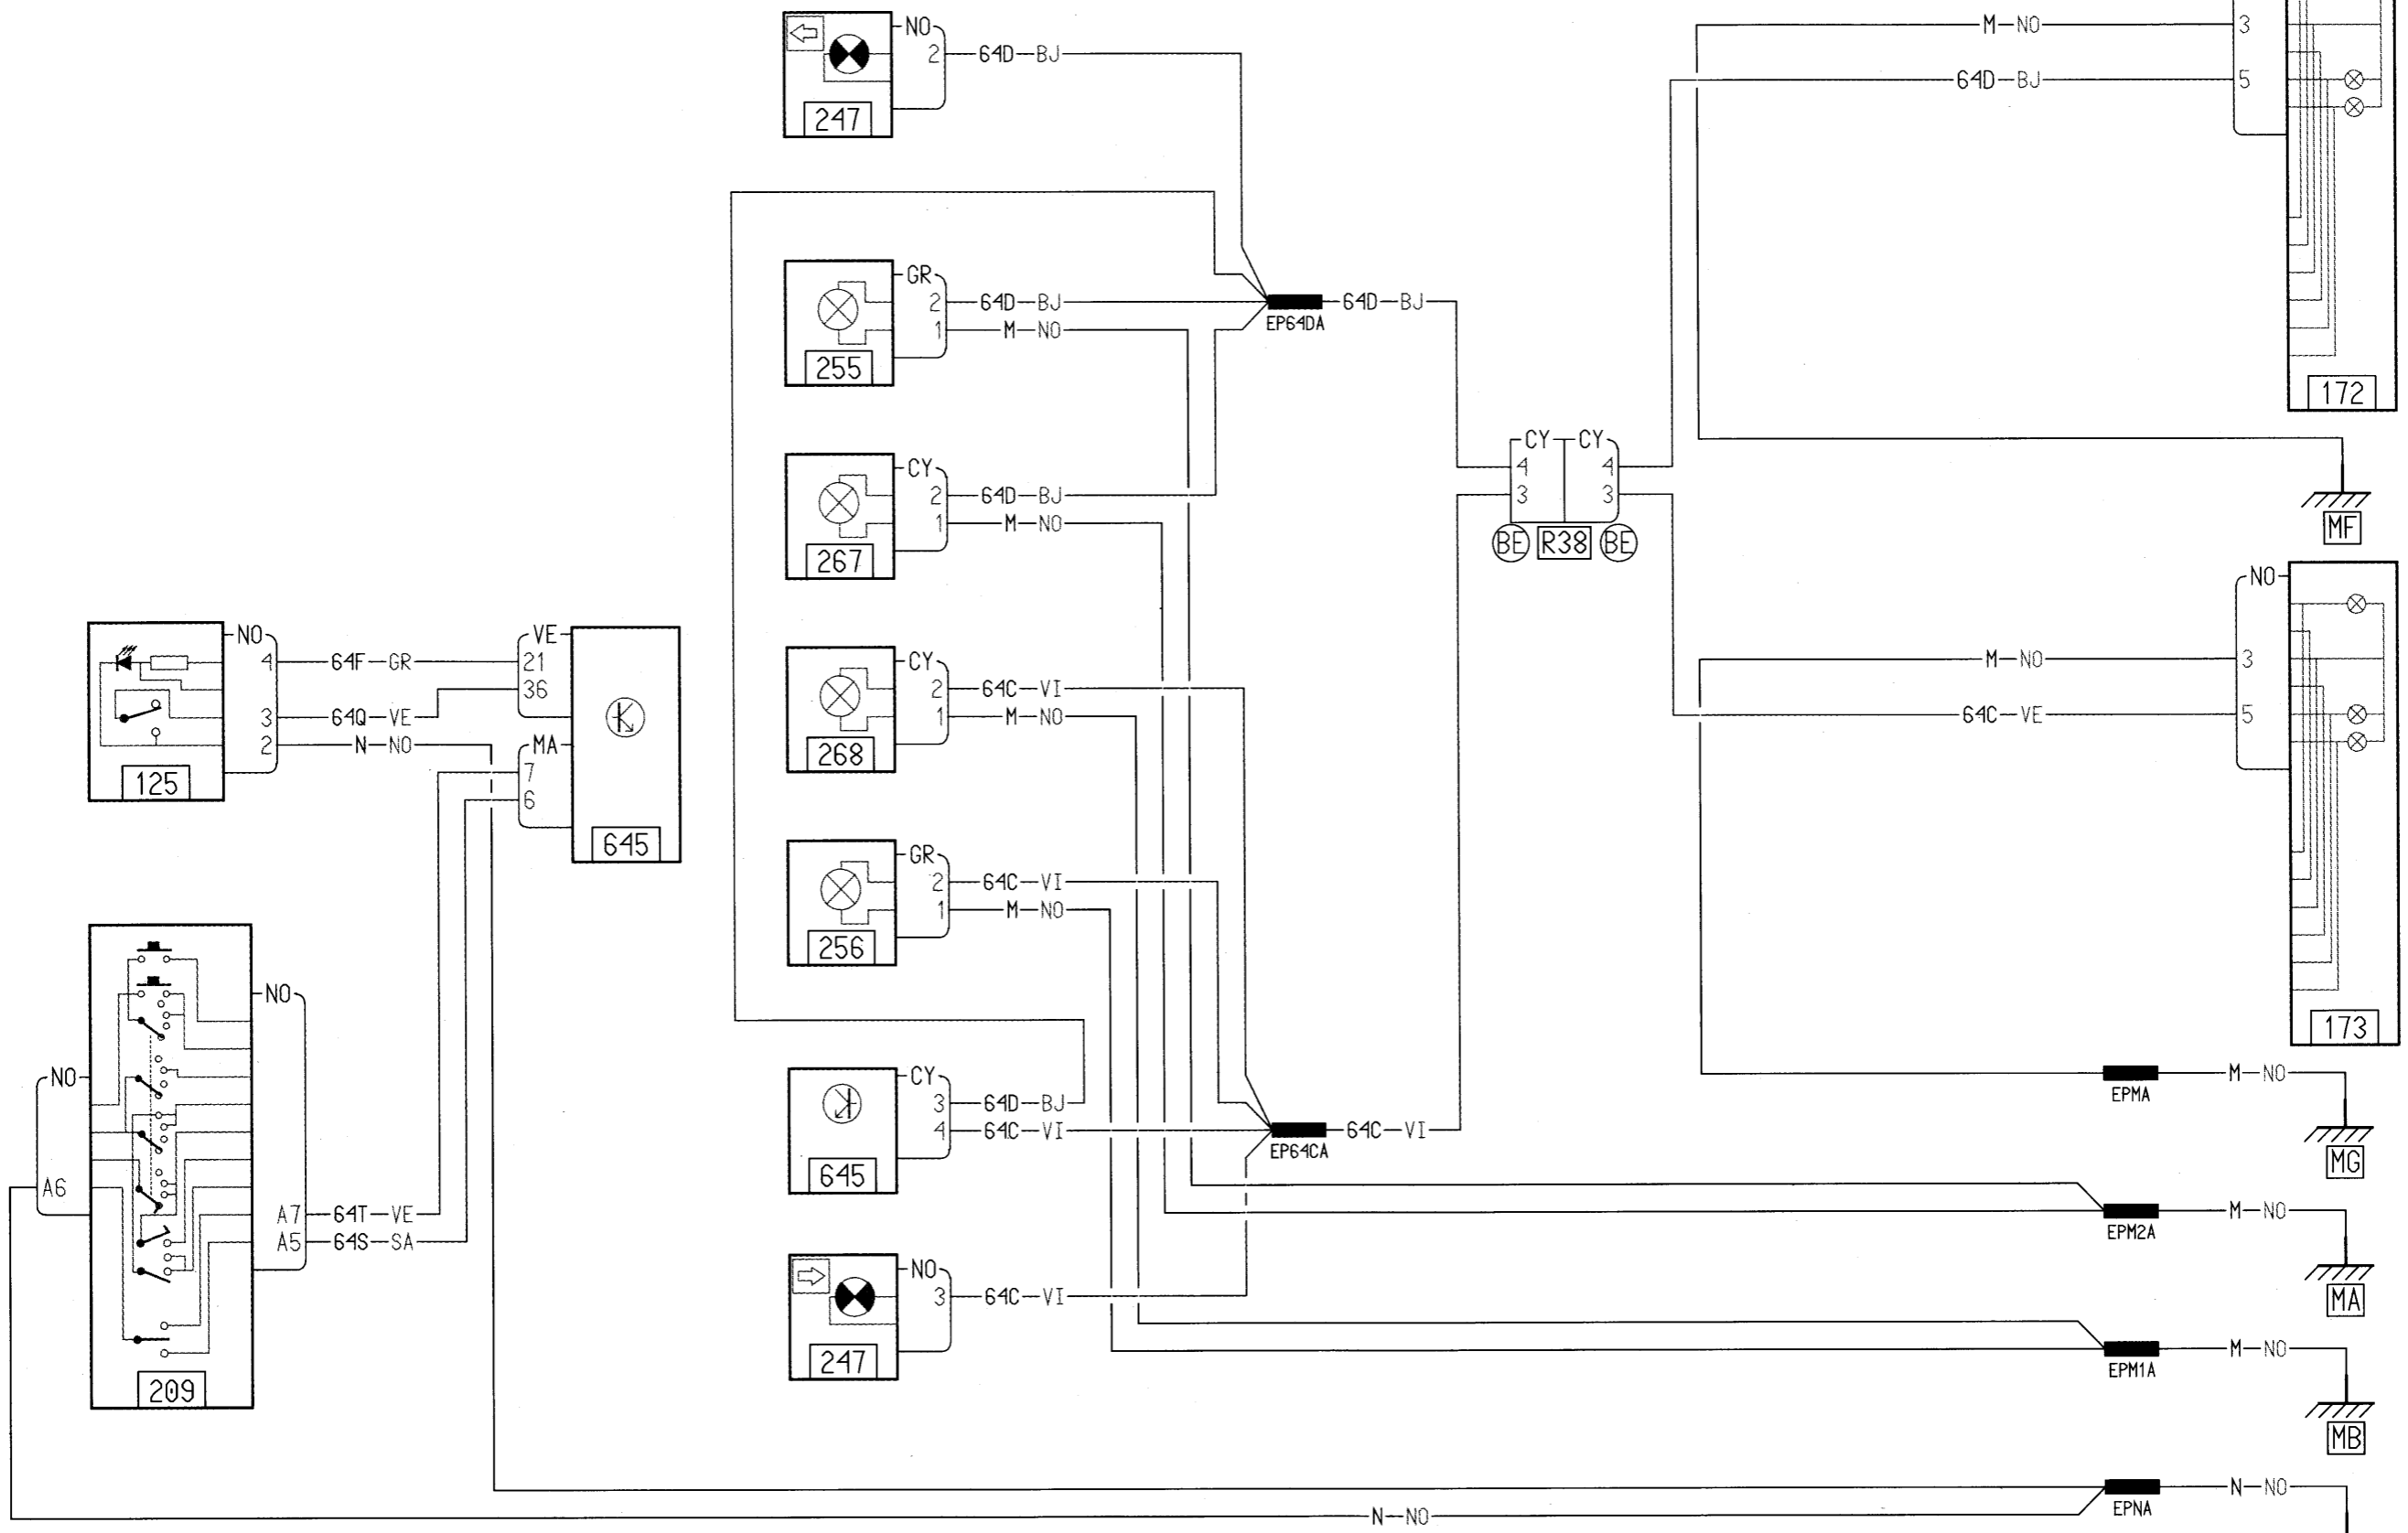 NO
2 64D BJ
247
M NO 3
64D BJ 5
172
MF
GR
2 64D BJ
1 M NO
255
EP64DA
64D BJ
CY
2 64D BJ
1 M NO
267
CY CY
4 4
3 3
BE R38 BE
NO
4 64F GR
3 64Q VE
2 N NO
125
VE
21
36
MA
7
6
645
CY
2 64C VI
1 M NO
268
GR
2 64C VI
1 M NO
256
NO
M NO 3
64C VE 5
173
NO
NO
A6
A7 64T VE
A5 64S SA
209
CY
3 64D BJ
4 64C VI
645
EP64CA
64C VI
NO
3 64C VI
247
EPMA
M NO
MG
EPM2A
M NO
MA
EPM1A
M NO
MB
EPNA
N NO
N NO